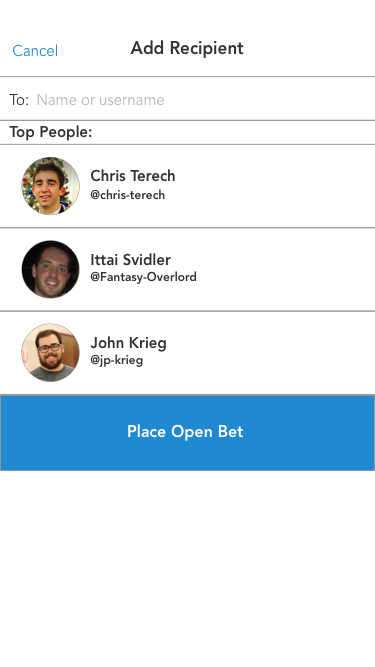 Cancel Add Recipient
To: Name or username
Top People:
Chris Terech
@chris-terech
Ittai Svidler
@Fantasy-Overlord
John Krieg
@jp-krieg
Place Open Bet